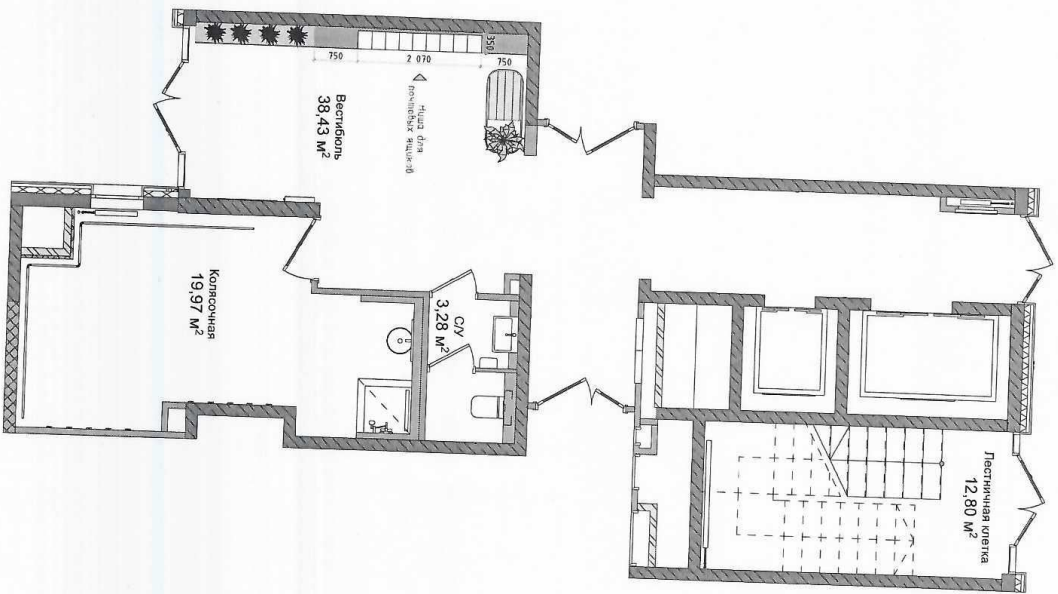 750
2 070
750
350
Ниша для
почтовых ящиков
Вестибюль
38,43 м²
Колясочная
19,97 м²
С/У
3,28 м²
Лестничная клетка
12,80 м²